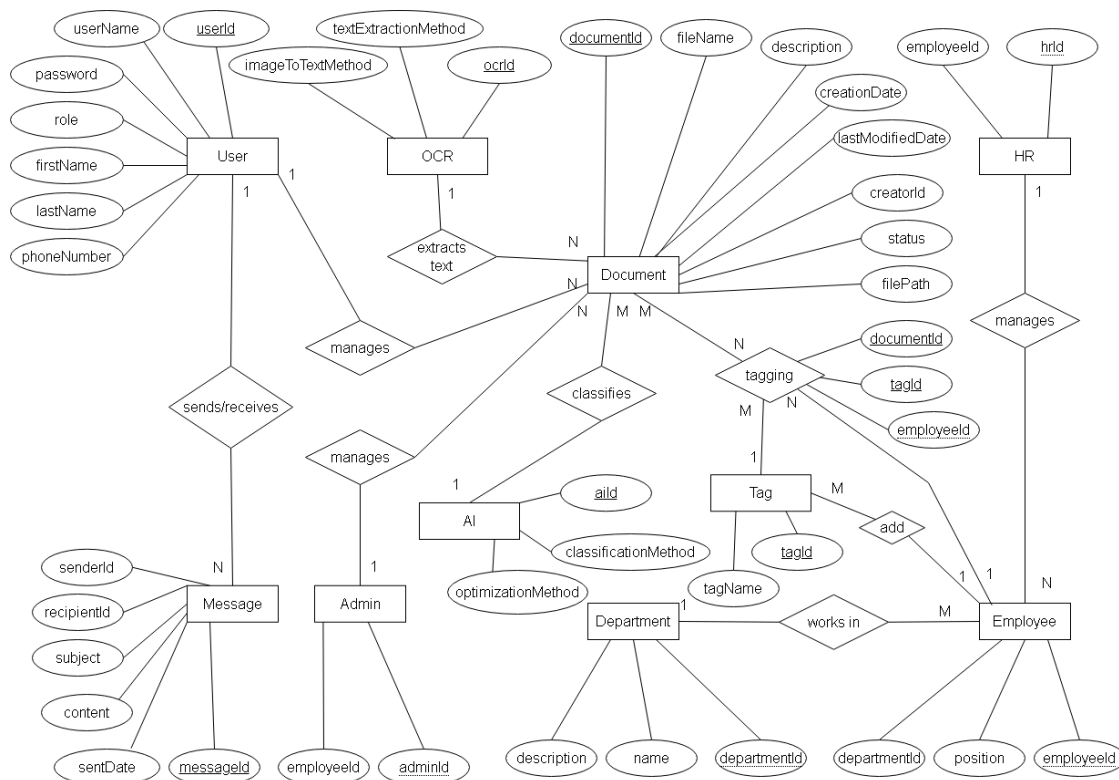 userName
userId
textExtractionMethod
documentId
fileName
description
employeeId
hrId
password
imageToTextMethod
ocrId
creationDate
role
lastModifiedDate
User
OCR
HR
firstName
1
1
1
1
creatorId
lastName
status
phoneNumber
extracts
text
N
Document
filePath
N
N
M
M
manages
N
documentId
manages
classifies
tagging
tagId
sends/receives
M
N
employeeId
manages
1
1
aiId
Tag
M
AI
add
classificationMethod
tagId
senderId
N
1
optimizationMethod
tagName
1
1
N
Message
Admin
recipientId
Department
1
works in
M
Employee
subject
content
sentDate
messageId
employeeId
adminId
description
name
departmentId
departmentId
position
employeeId